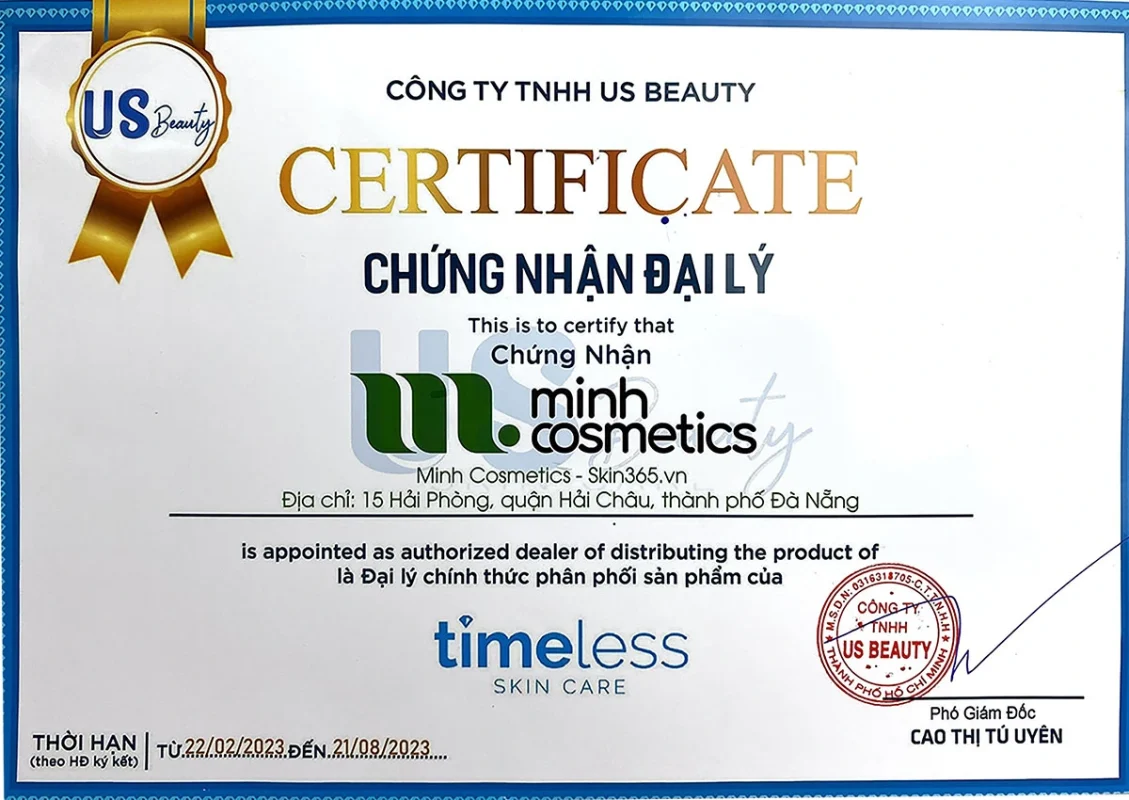 US Beauty
CÔNG TY TNHH US BEAUTY
CERTIFICATE
CHỨNG NHẬN ĐẠI LÝ
This is to certify that
Chứng Nhận
US Beauty
minh
cosmetics
Minh Cosmetics - Skin365.vn
Địa chỉ: 15 Hải Phòng, quận Hải Châu, thành phố Đà Nẵng
is appointed as authorized dealer of distributing the product of
là Đại lý chính thức phân phối sản phẩm của
timeless
SKIN CARE
M.S.D.N: 0316318705-C.T.T.N.H.H
CÔNG TY
TNHH
US BEAUTY
THÀNH PHỐ HỒ CHÍ MINH
Phó Giám Đốc
CAO THỊ TÚ UYÊN
THỜI HẠN
(theo HĐ ký kết)
TỪ 22/02/2023 ĐẾN 21/08/2023